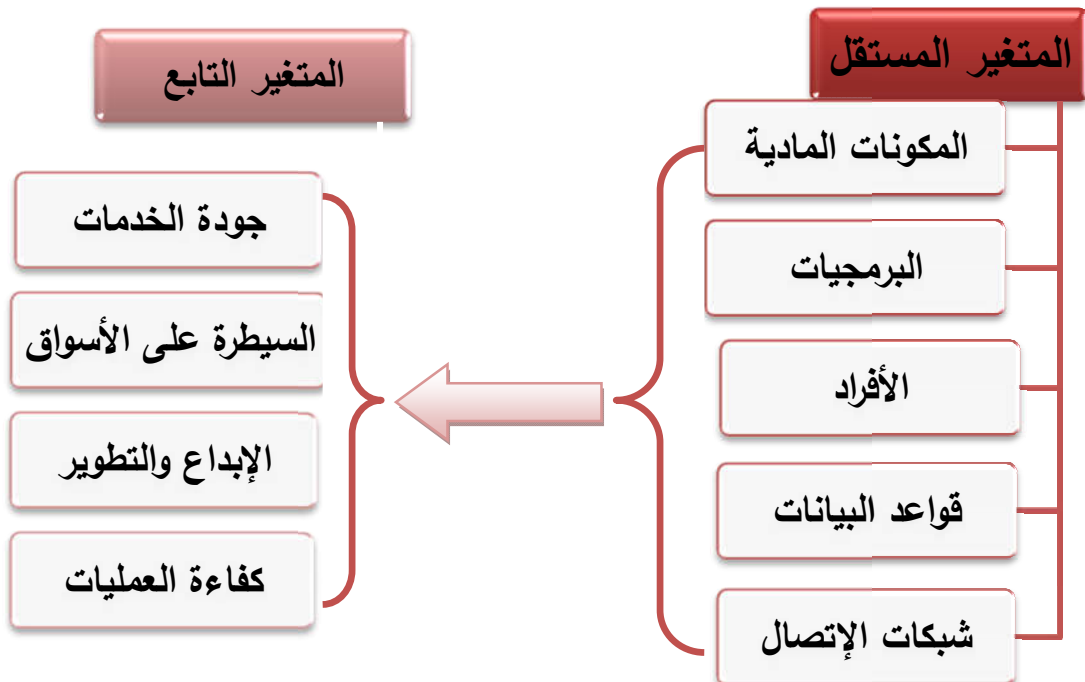 المتغير المستقل
المكونات المادية
البرمجيات
الأفراد
قواعد البيانات
شبكات الإتصال
المتغير التابع
جودة الخدمات
السيطرة على الأسواق
الإبداع والتطوير
كفاءة العمليات